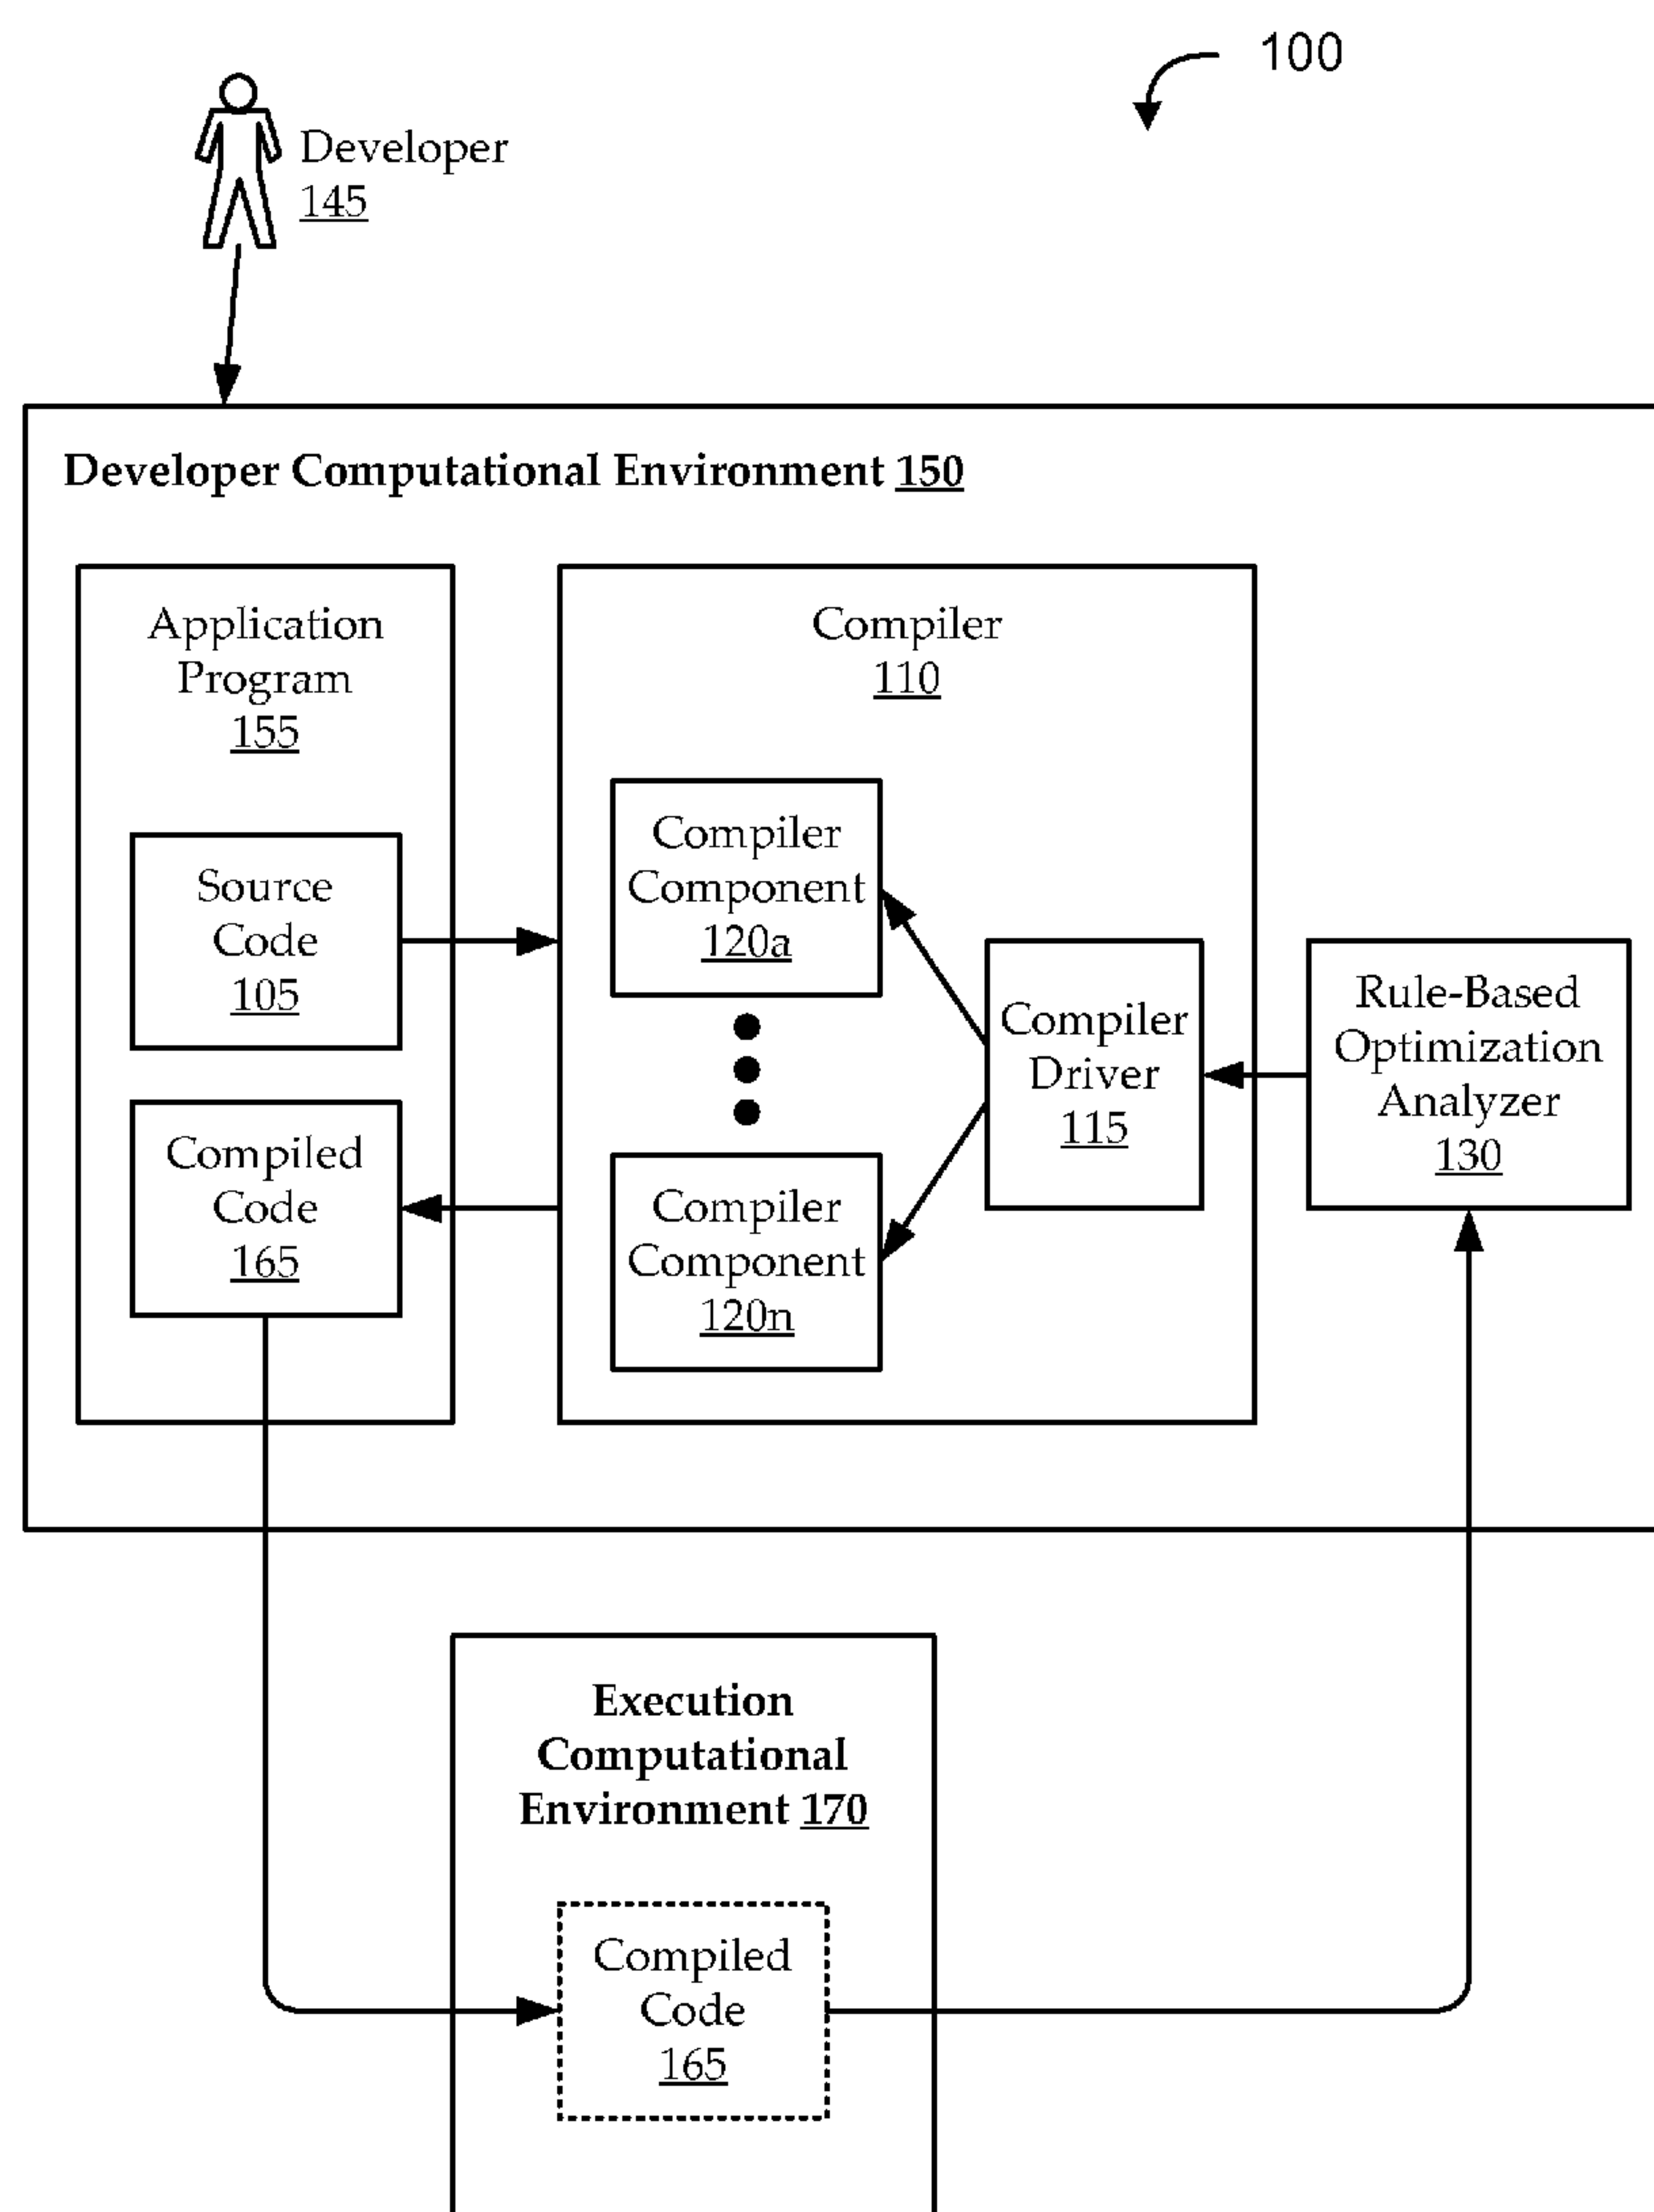 100
Developer
145
Developer Computational Environment 150
Application
Program
155
Source
Code
105
Compiled
Code
165
Compiler
110
Compiler
Component
120a
Compiler
Component
120n
Compiler
Driver
115
Rule-Based
Optimization
Analyzer
130
Execution
Computational
Environment 170
Compiled
Code
165